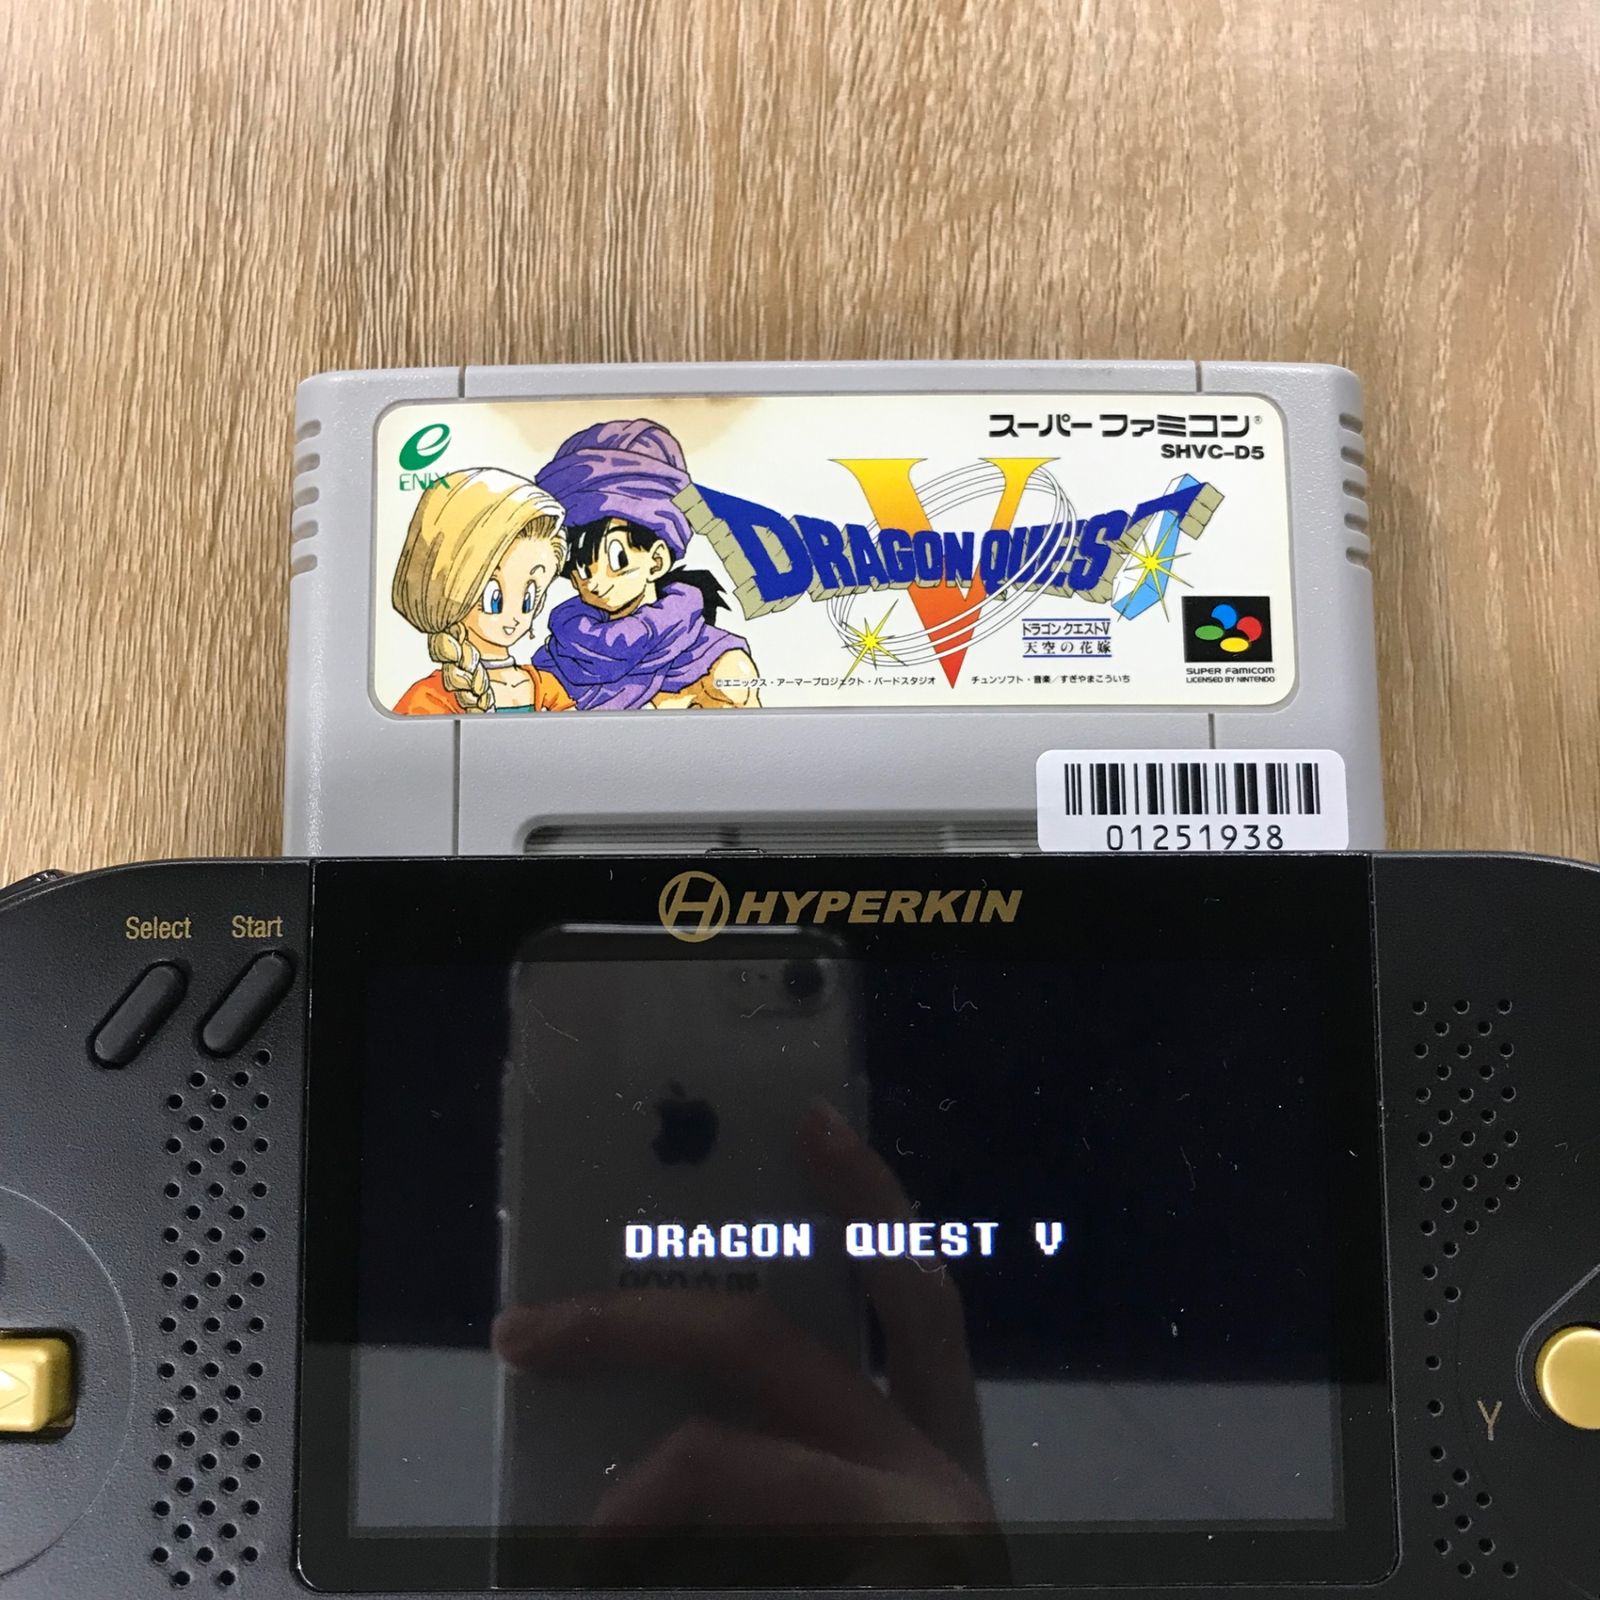 ENIX
スーパーファミコン®
SHVC-D5
DRAGON QUEST
V
ドラゴンクエストV
天空の花嫁
SUPER FAMICOM
LICENSED BY NINTENDO
©エニックス・アーマープロジェクト・バードスタジオ チュンソフト・音楽/すぎやまこういち
01251938
HYPERKIN
Select Start
DRAGON QUEST V
Y